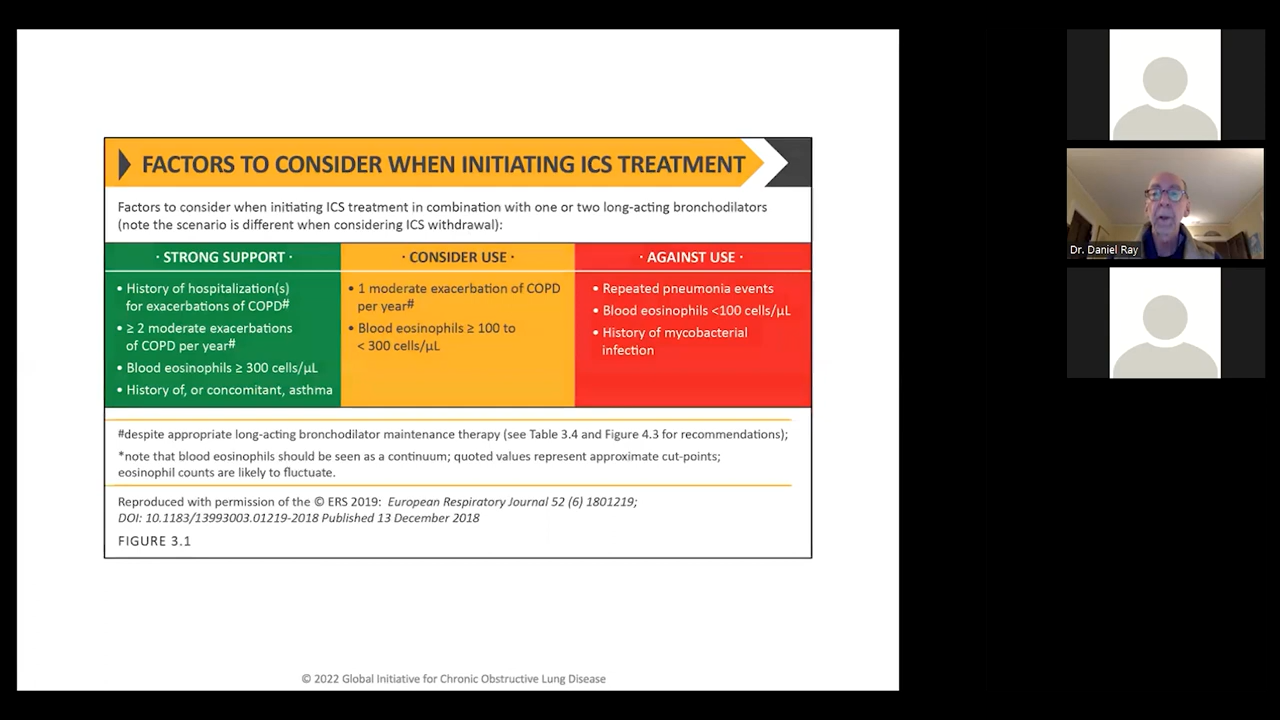 FACTORS TO CONSIDER WHEN INITIATING ICS TREATMENT
Factors to consider when initiating ICS treatment in combination with one or two long-acting bronchodilators
(note the scenario is different when considering ICS withdrawal):
· STRONG SUPPORT ·
• History of hospitalization(s)
for exacerbations of COPD#
• ≥ 2 moderate exacerbations
of COPD per year#
• Blood eosinophils ≥ 300 cells/µL
• History of, or concomitant, asthma
· CONSIDER USE ·
• 1 moderate exacerbation of COPD
per year#
• Blood eosinophils ≥ 100 to
< 300 cells/µL
· AGAINST USE ·
• Repeated pneumonia events
• Blood eosinophils <100 cells/µL
• History of mycobacterial
infection
#despite appropriate long-acting bronchodilator maintenance therapy (see Table 3.4 and Figure 4.3 for recommendations);
*note that blood eosinophils should be seen as a continuum; quoted values represent approximate cut-points;
eosinophil counts are likely to fluctuate.
Reproduced with permission of the © ERS 2019: European Respiratory Journal 52 (6) 1801219;
DOI: 10.1183/13993003.01219-2018 Published 13 December 2018
FIGURE 3.1
© 2022 Global Initiative for Chronic Obstructive Lung Disease
Dr. Daniel Ray